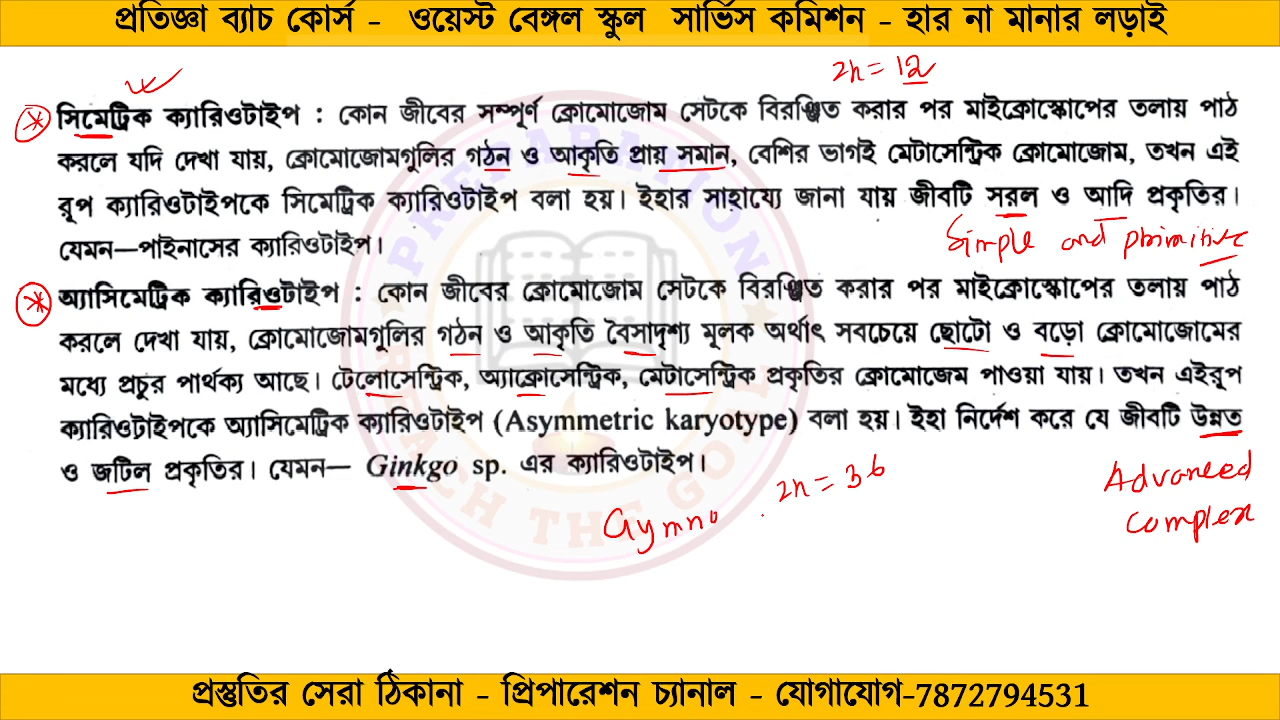 প্রতিজ্ঞা ব্যাচ কোর্স - ওয়েস্ট বেঙ্গল স্কুল সার্ভিস কমিশন - হার না মানার লড়াই
2n = 12
সিমেট্রিক ক্যারিওটাইপ : কোন জীবের সম্পূর্ণ ক্রোমোজোম সেটকে বিরঞ্জিত করার পর মাইক্রোস্কোপের তলায় পাঠ
করলে যদি দেখা যায়, ক্রোমোজোমগুলির গঠন ও আকৃতি প্রায় সমান, বেশির ভাগই মেটাসেন্ট্রিক ক্রোমোজোম, তখন এই
রূপ ক্যারিওটাইপকে সিমেট্রিক ক্যারিওটাইপ বলা হয়। ইহার সাহায্যে জানা যায় জীবটি সরল ও আদি প্রকৃতির।
যেমন—পাইনাসের ক্যারিওটাইপ।
Simple and primitive
অ্যাসিমেট্রিক ক্যারিওটাইপ : কোন জীবের ক্রোমোজোম সেটকে বিরঞ্জিত করার পর মাইক্রোস্কোপের তলায় পাঠ
করলে দেখা যায়, ক্রোমোজোমগুলির গঠন ও আকৃতি বৈসাদৃশ্য মূলক অর্থাৎ সবচেয়ে ছোটো ও বড়ো ক্রোমোজোমের
মধ্যে প্রচুর পার্থক্য আছে। টেলোসেন্ট্রিক, অ্যাক্রোসেন্ট্রিক, মেটাসেন্ট্রিক প্রকৃতির ক্রোমোজেম পাওয়া যায়। তখন এইরূপ
ক্যারিওটাইপকে অ্যাসিমেট্রিক ক্যারিওটাইপ (Asymmetric karyotype) বলা হয়। ইহা নির্দেশ করে যে জীবটি উন্নত
ও জটিল প্রকৃতির। যেমন— Ginkgo sp. এর ক্যারিওটাইপ।
Gymno
2n = 36
Advanced
Complex
PREPARATION
REACH THE GOAL
প্রস্তুতির সেরা ঠিকানা - প্রিপারেশন চ্যানাল - যোগাযোগ-7872794531